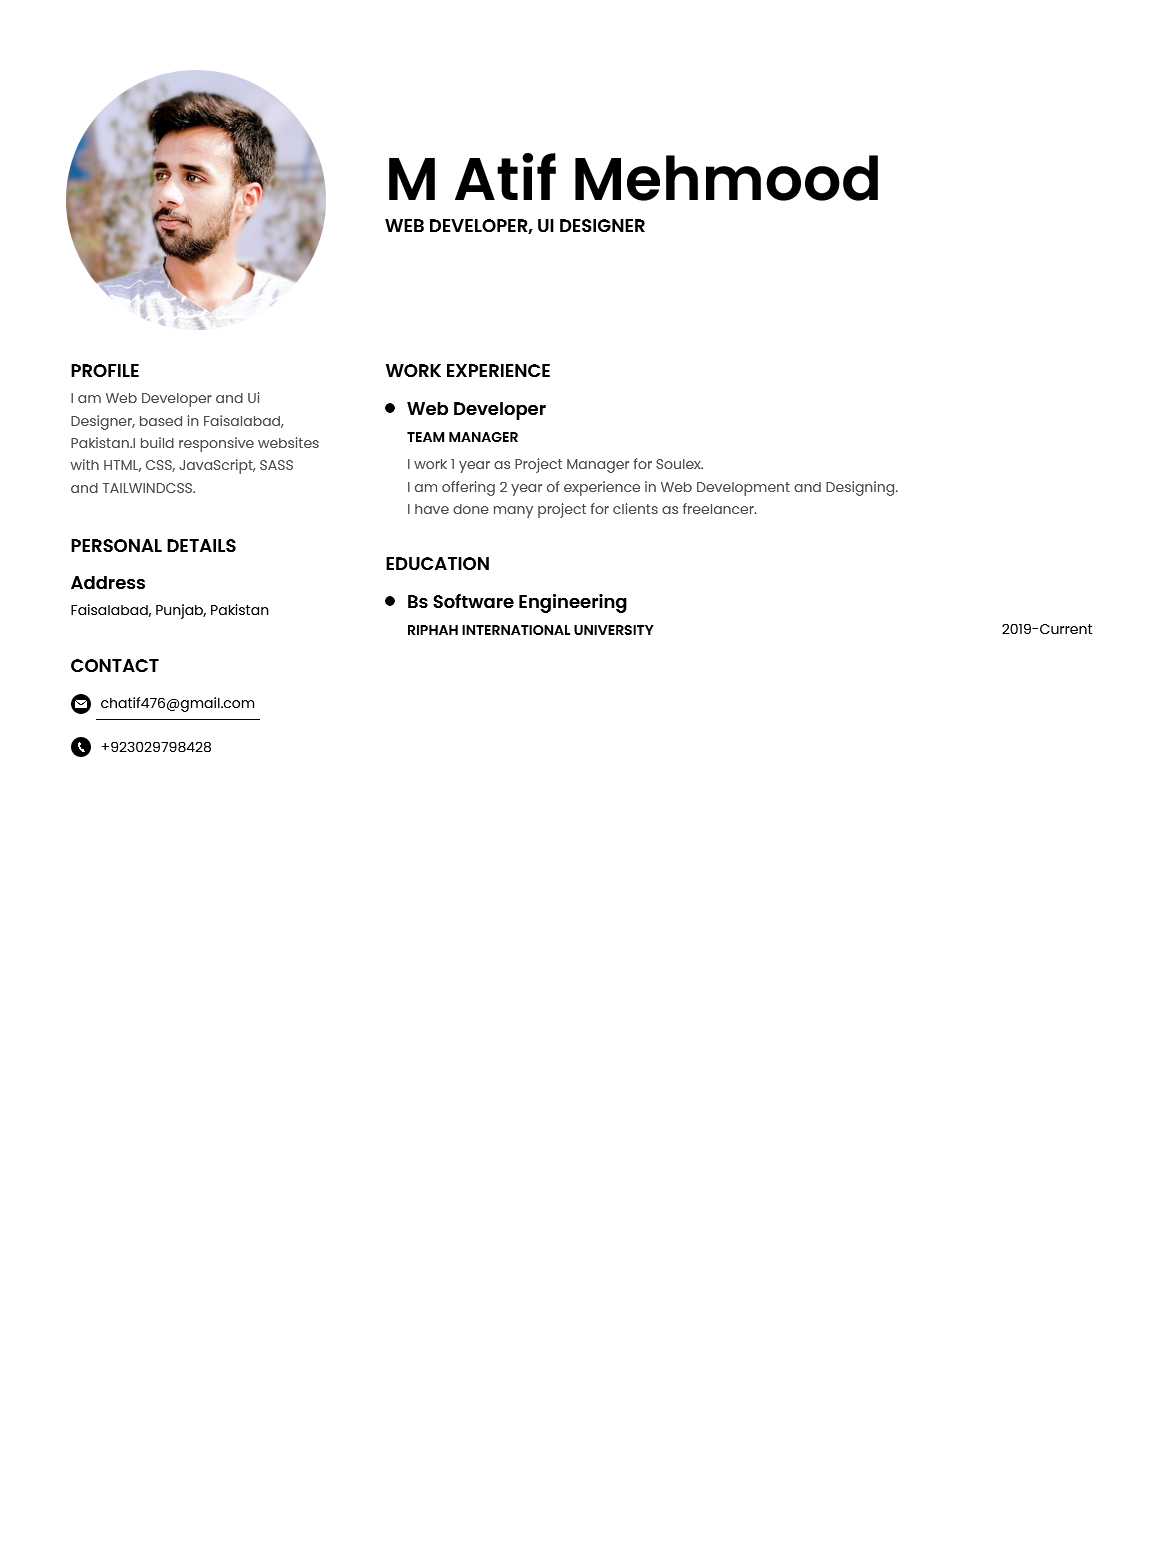 M Atif Mehmood
WEB DEVELOPER, UI DESIGNER
PROFILE
I am Web Developer and Ui
Designer, based in Faisalabad,
Pakistan.I build responsive websites
with HTML, CSS, JavaScript, SASS
and TAILWINDCSS.
PERSONAL DETAILS
Address
Faisalabad, Punjab, Pakistan
CONTACT
chatif476@gmail.com
+923029798428
WORK EXPERIENCE
Web Developer
TEAM MANAGER
I work 1 year as Project Manager for Soulex.
I am offering 2 year of experience in Web Development and Designing.
I have done many project for clients as freelancer.
EDUCATION
Bs Software Engineering
RIPHAH INTERNATIONAL UNIVERSITY 2019-Current